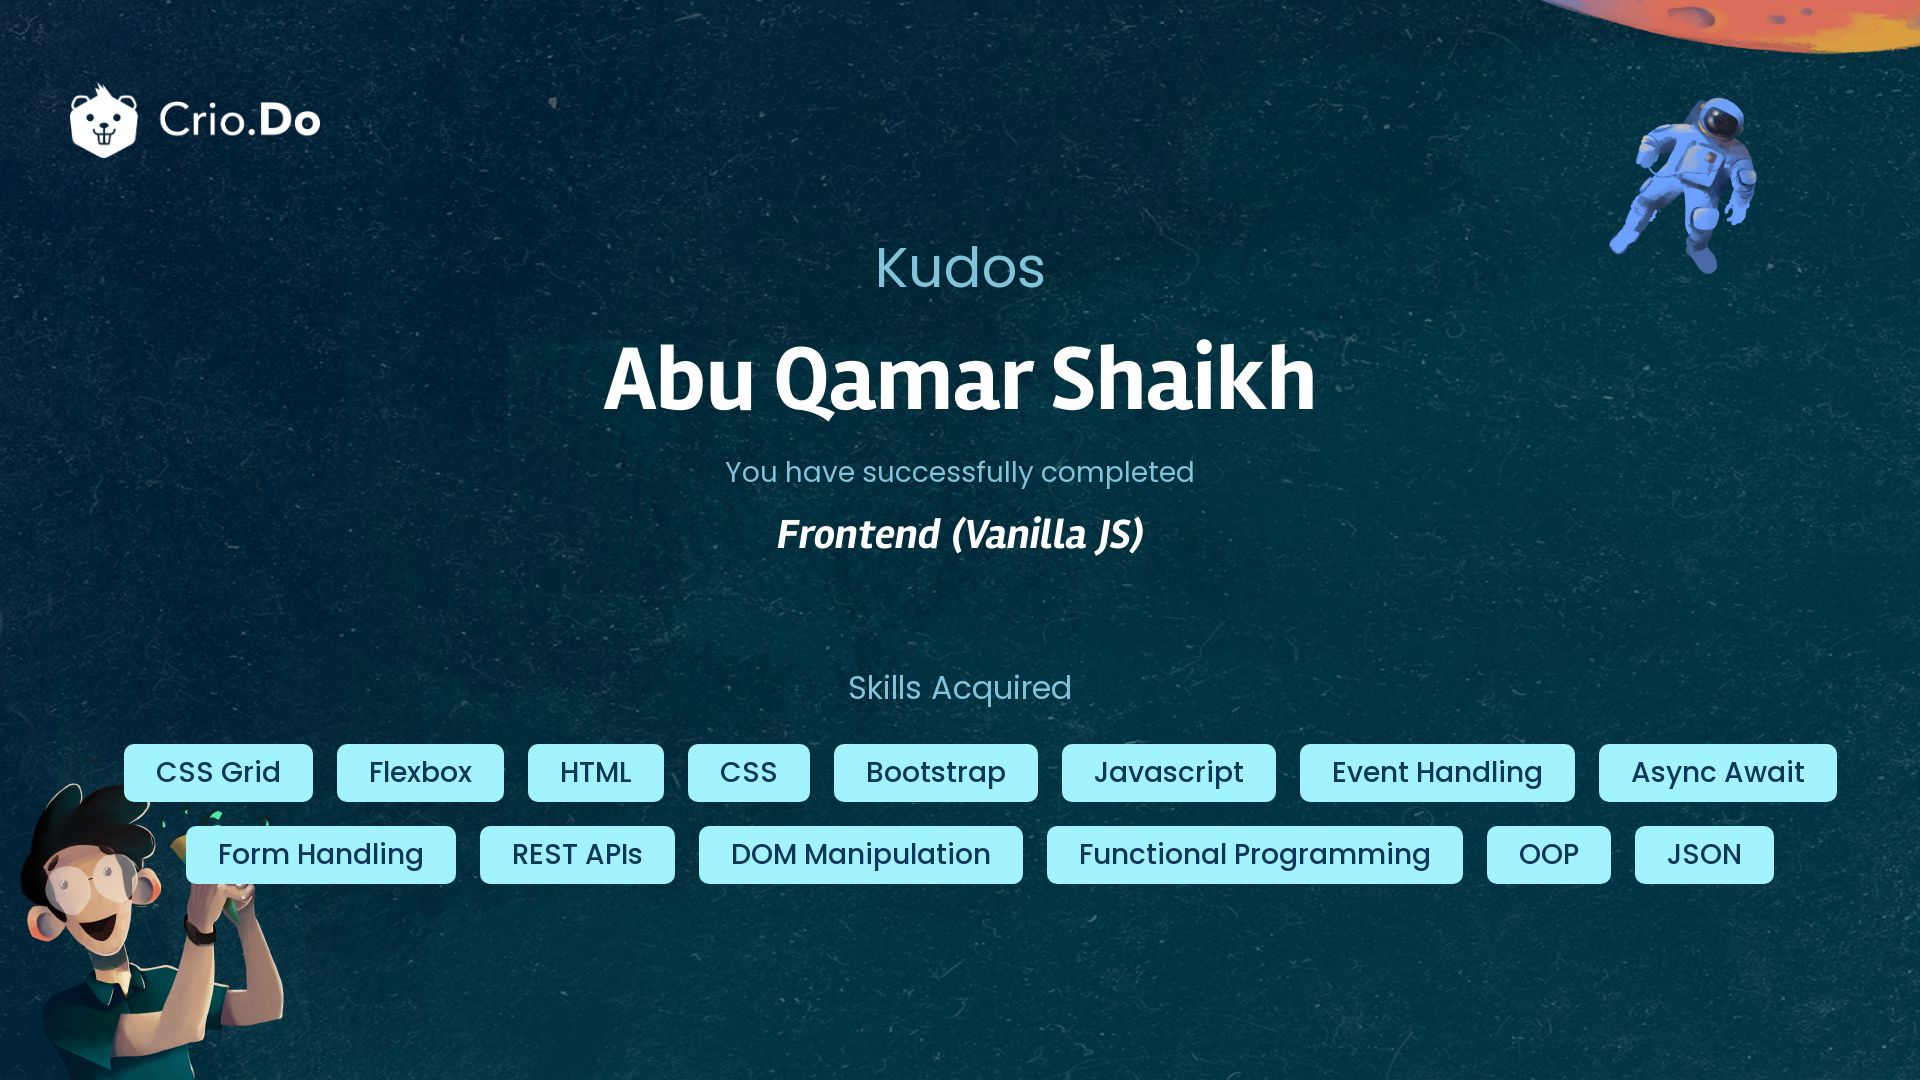 Crio.Do
Kudos
Abu Qamar Shaikh
You have successfully completed
Frontend (Vanilla JS)
Skills Acquired
CSS Grid Flexbox HTML CSS Bootstrap Javascript Event Handling Async Await
Form Handling REST APIs DOM Manipulation Functional Programming OOP JSON